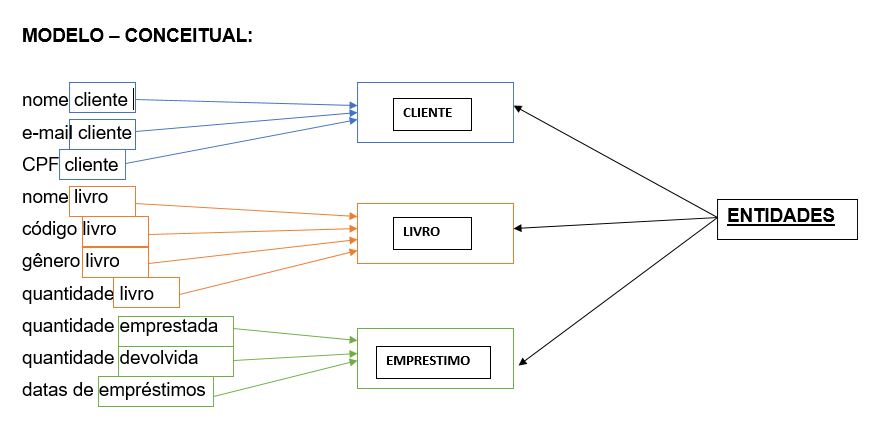 MODELO – CONCEITUAL:
nome cliente
e-mail cliente
CPF cliente
nome livro
código livro
gênero livro
quantidade livro
quantidade emprestada
quantidade devolvida
datas de empréstimos
CLIENTE
LIVRO
EMPRESTIMO
ENTIDADES